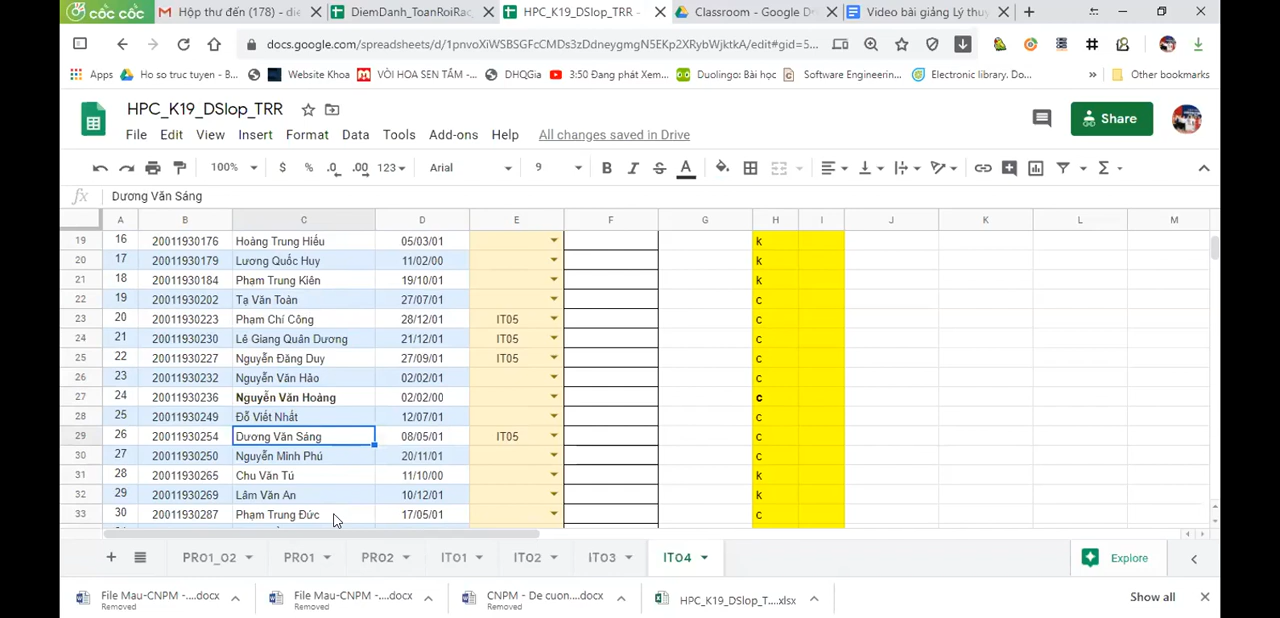 cốc cốc Hộp thư đến (178) - die DiemDanh_ToanRoiRac HPC_K19_DSlop_TRR - Classroom - Google D Video bài giảng Lý thuy
docs.google.com/spreadsheets/d/1pnvoXiWSBSGFcCMDs3zDdneygmgN5EKp2XRybWjktkA/edit#gid=5...
Apps Ho so truc tuyen - B... Website Khoa VÒI HOA SEN TẮM -... DHQGia 3:50 Đang phát Xem... Duolingo: Bài học Software Engineerin... Electronic library. Do... » Other bookmarks
HPC_K19_DSlop_TRR
File Edit View Insert Format Data Tools Add-ons Help All changes saved in Drive
Share
100% $ % .0 .00 123 Arial 9 B I S A
fx Dương Văn Sáng
A B C D E F G H I J K L M
19 16 20011930176 Hoàng Trung Hiếu 05/03/01 k
20 17 20011930179 Lương Quốc Huy 11/02/00 k
21 18 20011930184 Phạm Trung Kiên 19/10/01 k
22 19 20011930202 Tạ Văn Toàn 27/07/01 c
23 20 20011930223 Phạm Chí Công 28/12/01 IT05 c
24 21 20011930230 Lê Giang Quân Dương 21/12/01 IT05 c
25 22 20011930227 Nguyễn Đăng Duy 27/09/01 IT05 c
26 23 20011930232 Nguyễn Văn Hảo 02/02/01 c
27 24 20011930236 Nguyễn Văn Hoàng 02/02/00 c
28 25 20011930249 Đỗ Viết Nhất 12/07/01 c
29 26 20011930254 Dương Văn Sáng 08/05/01 IT05 c
30 27 20011930250 Nguyễn Minh Phú 20/11/01 c
31 28 20011930265 Chu Văn Tú 11/10/00 k
32 29 20011930269 Lâm Văn An 10/12/01 k
33 30 20011930287 Phạm Trung Đức 17/05/01 c
PR01_02 PR01 PR02 IT01 IT02 IT03 IT04 Explore
File Mau-CNPM -....docx File Mau-CNPM -....docx CNPM - De cuon....docx HPC_K19_DSlop_T....xlsx Show all
Removed Removed Removed